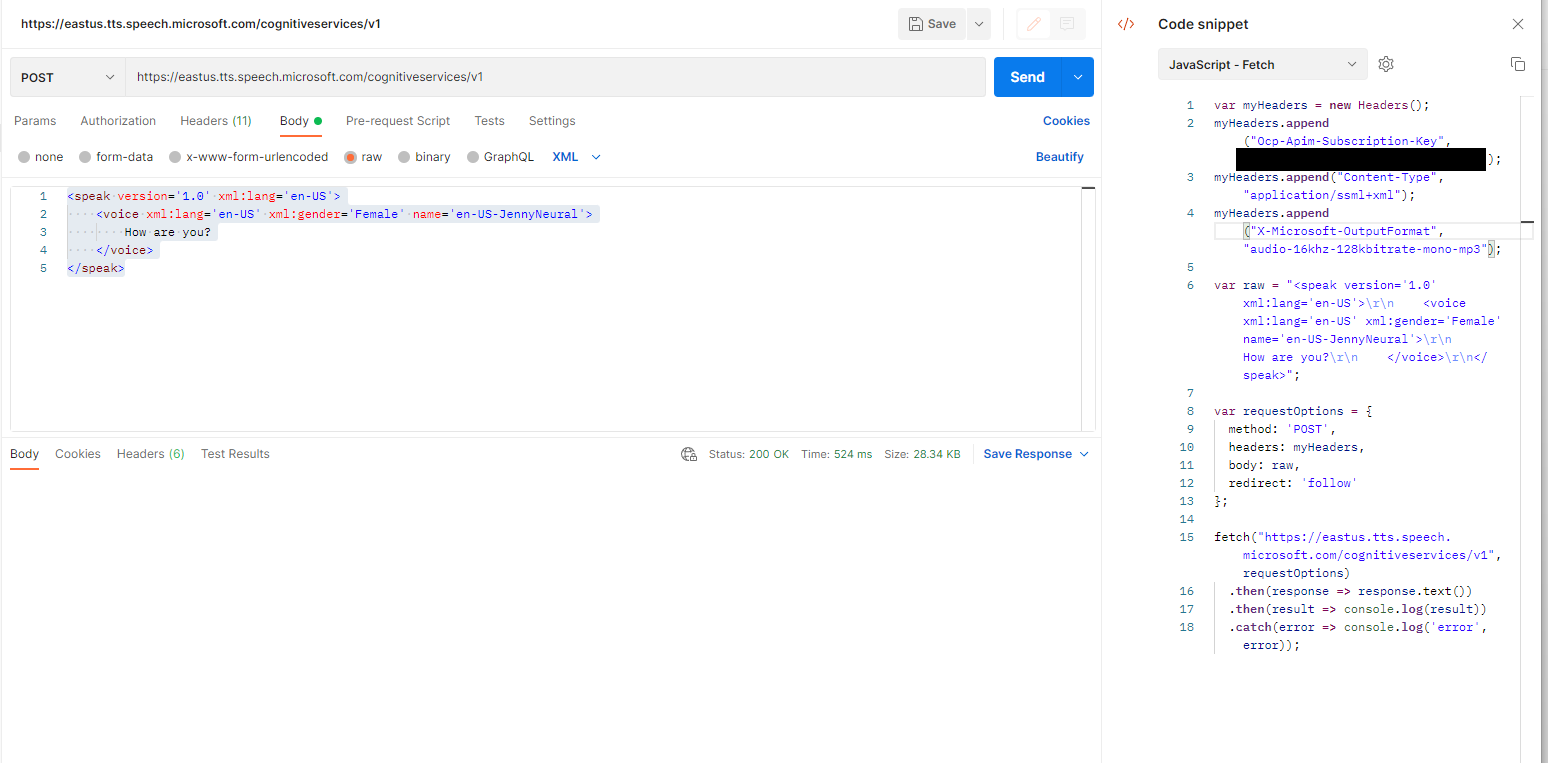 https://eastus.tts.speech.microsoft.com/cognitiveservices/v1
Save
POST
https://eastus.tts.speech.microsoft.com/cognitiveservices/v1
Send
Params Authorization Headers (11) Body Pre-request Script Tests Settings Cookies
none form-data x-www-form-urlencoded raw binary GraphQL XML Beautify
1 <speak version='1.0' xml:lang='en-US'>
2 <voice xml:lang='en-US' xml:gender='Female' name='en-US-JennyNeural'>
3 How are you?
4 </voice>
5 </speak>
Body Cookies Headers (6) Test Results Status: 200 OK Time: 524 ms Size: 28.34 KB Save Response
</> Code snippet
JavaScript - Fetch
1 var myHeaders = new Headers();
2 myHeaders.append
("Ocp-Apim-Subscription-Key",
);
3 myHeaders.append("Content-Type",
"application/ssml+xml");
4 myHeaders.append
("X-Microsoft-OutputFormat",
"audio-16khz-128kbitrate-mono-mp3");
5
6 var raw = "<speak version='1.0'
xml:lang='en-US'>\r\n    <voice
xml:lang='en-US' xml:gender='Female'
name='en-US-JennyNeural'>\r\n
How are you?\r\n    </voice>\r\n</
speak>";
7
8 var requestOptions = {
9 method: 'POST',
10 headers: myHeaders,
11 body: raw,
12 redirect: 'follow'
13 };
14
15 fetch("https://eastus.tts.speech.
microsoft.com/cognitiveservices/v1",
requestOptions)
16 .then(response => response.text())
17 .then(result => console.log(result))
18 .catch(error => console.log('error',
error));